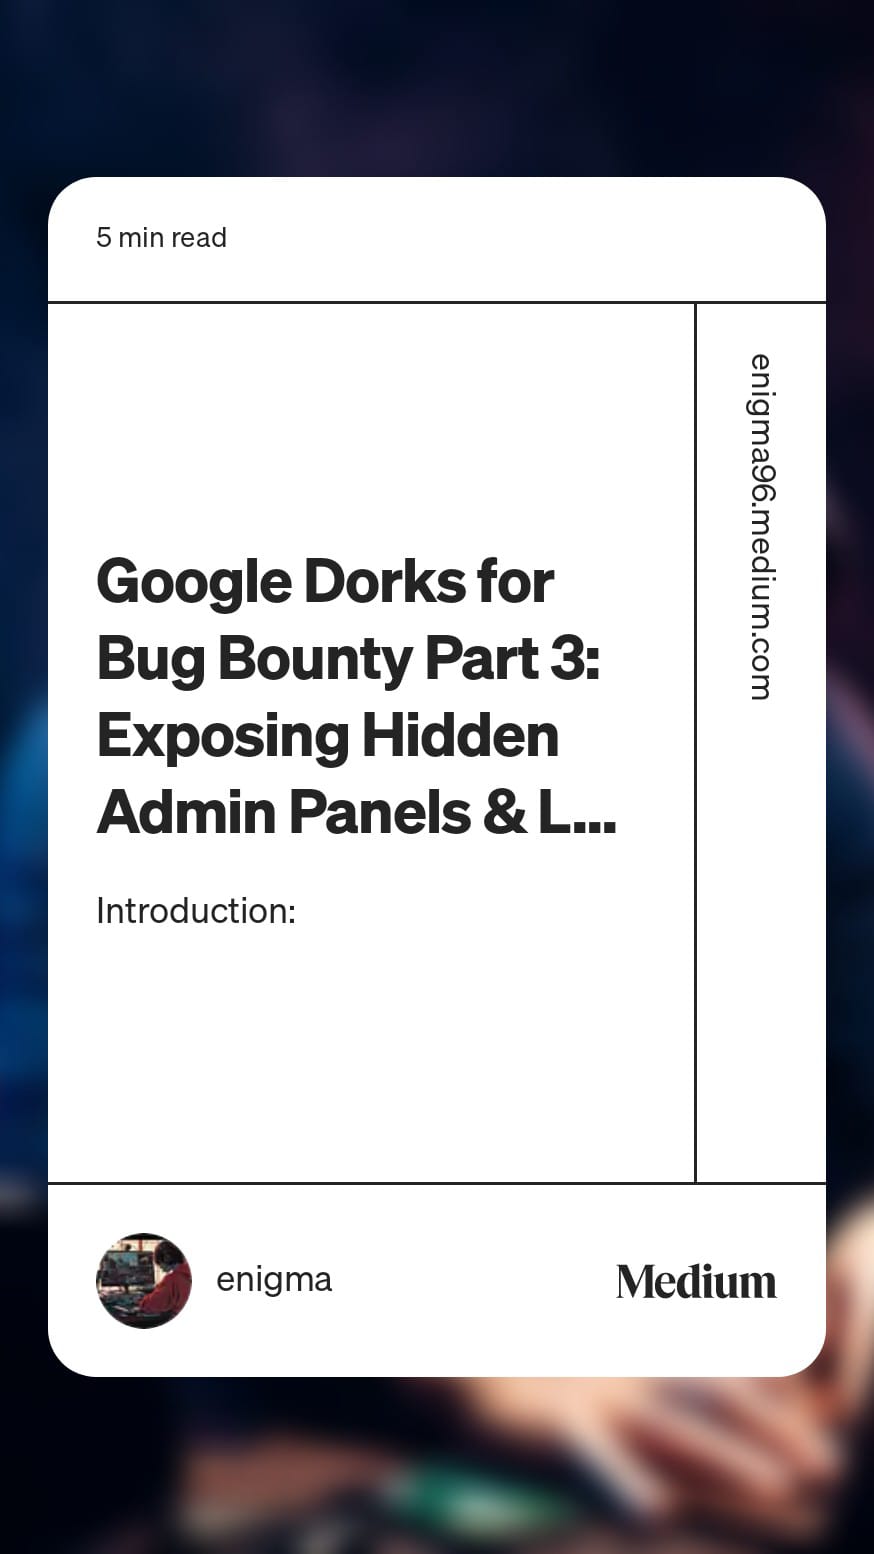 5 min read
Google Dorks for
Bug Bounty Part 3:
Exposing Hidden
Admin Panels & L...
Introduction:
enigma96.medium.com
enigma
Medium